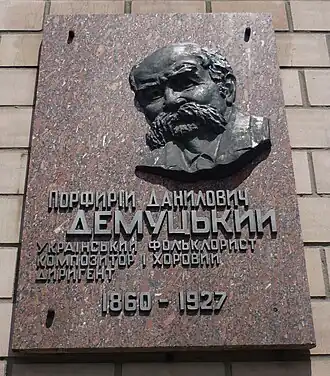 ПОРФИРІЙ ДАНИЛОВИЧ
ДЕМУЦЬКИЙ
УКРАЇНСЬКИЙ ФОЛЬКЛОРИСТ
КОМПОЗИТОР І ХОРОВИЙ
ДИРИГЕНТ
1860-1927